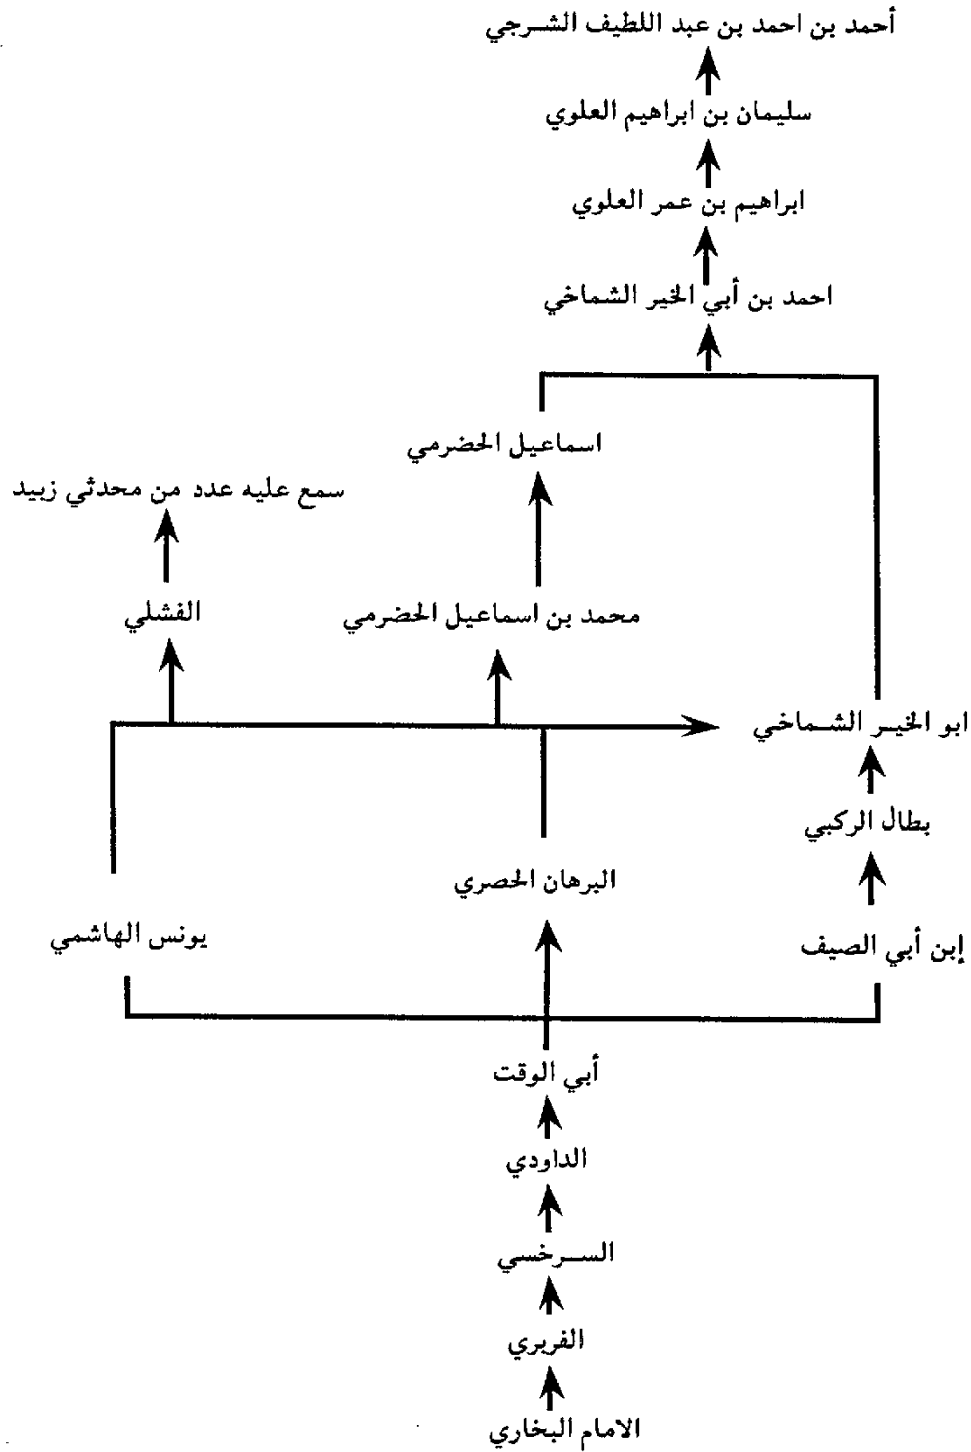 أحمد بن احمد بن عبد اللطيف الشرجي
سليمان بن ابراهيم العلوي
ابراهيم بن عمر العلوي
احمد بن أبي الخير الشماخي
اسماعيل الحضرمي
سمع عليه عدد من محدثي زبيد
محمد بن اسماعيل الحضرمي
الفشلي
ابو الخير الشماخي
بطال الركبي
البرهان الحصري
إبن أبي الصيف
يونس الهاشمي
أبي الوقت
الداودي
السرخسي
الفربري
الامام البخاري